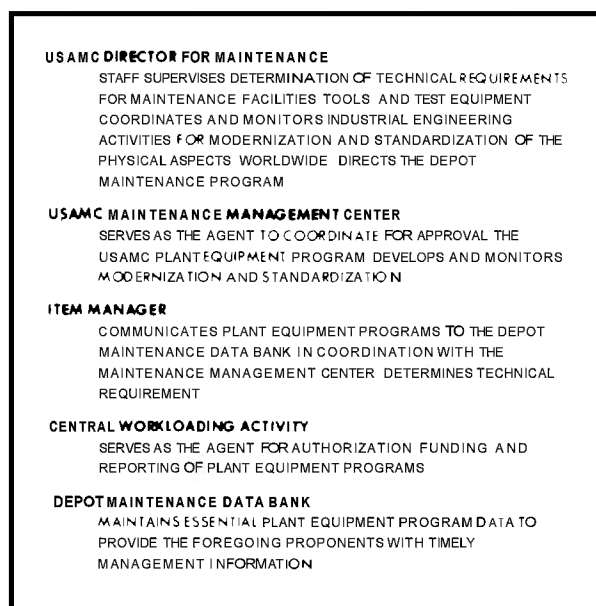 USAMC DIRECTOR FOR MAINTENANCE
STAFF SUPERVISES DETERMINATION OF TECHNICAL REQUIREMENTS
FOR MAINTENANCE FACILITIES TOOLS AND TEST EQUIPMENT
COORDINATES AND MONITORS INDUSTRIAL ENGINEERING
ACTIVITIES FOR MODERNIZATION AND STANDARDIZATION OF THE
PHYSICAL ASPECTS WORLDWIDE DIRECTS THE DEPOT
MAINTENANCE PROGRAM
USAMC MAINTENANCE MANAGEMENT CENTER
SERVES AS THE AGENT TO COORDINATE FOR APPROVAL THE
USAMC PLANT EQUIPMENT PROGRAM DEVELOPS AND MONITORS
MODERNIZATION AND STANDARDIZATION
ITEM MANAGER
COMMUNICATES PLANT EQUIPMENT PROGRAMS TO THE DEPOT
MAINTENANCE DATA BANK IN COORDINATION WITH THE
MAINTENANCE MANAGEMENT CENTER DETERMINES TECHNICAL
REQUIREMENT
CENTRAL WORKLOADING ACTIVITY
SERVES AS THE AGENT FOR AUTHORIZATION FUNDING AND
REPORTING OF PLANT EQUIPMENT PROGRAMS
DEPOT MAINTENANCE DATA BANK
MAINTAINS ESSENTIAL PLANT EQUIPMENT PROGRAM DATA TO
PROVIDE THE FOREGOING PROPONENTS WITH TIMELY
MANAGEMENT INFORMATION